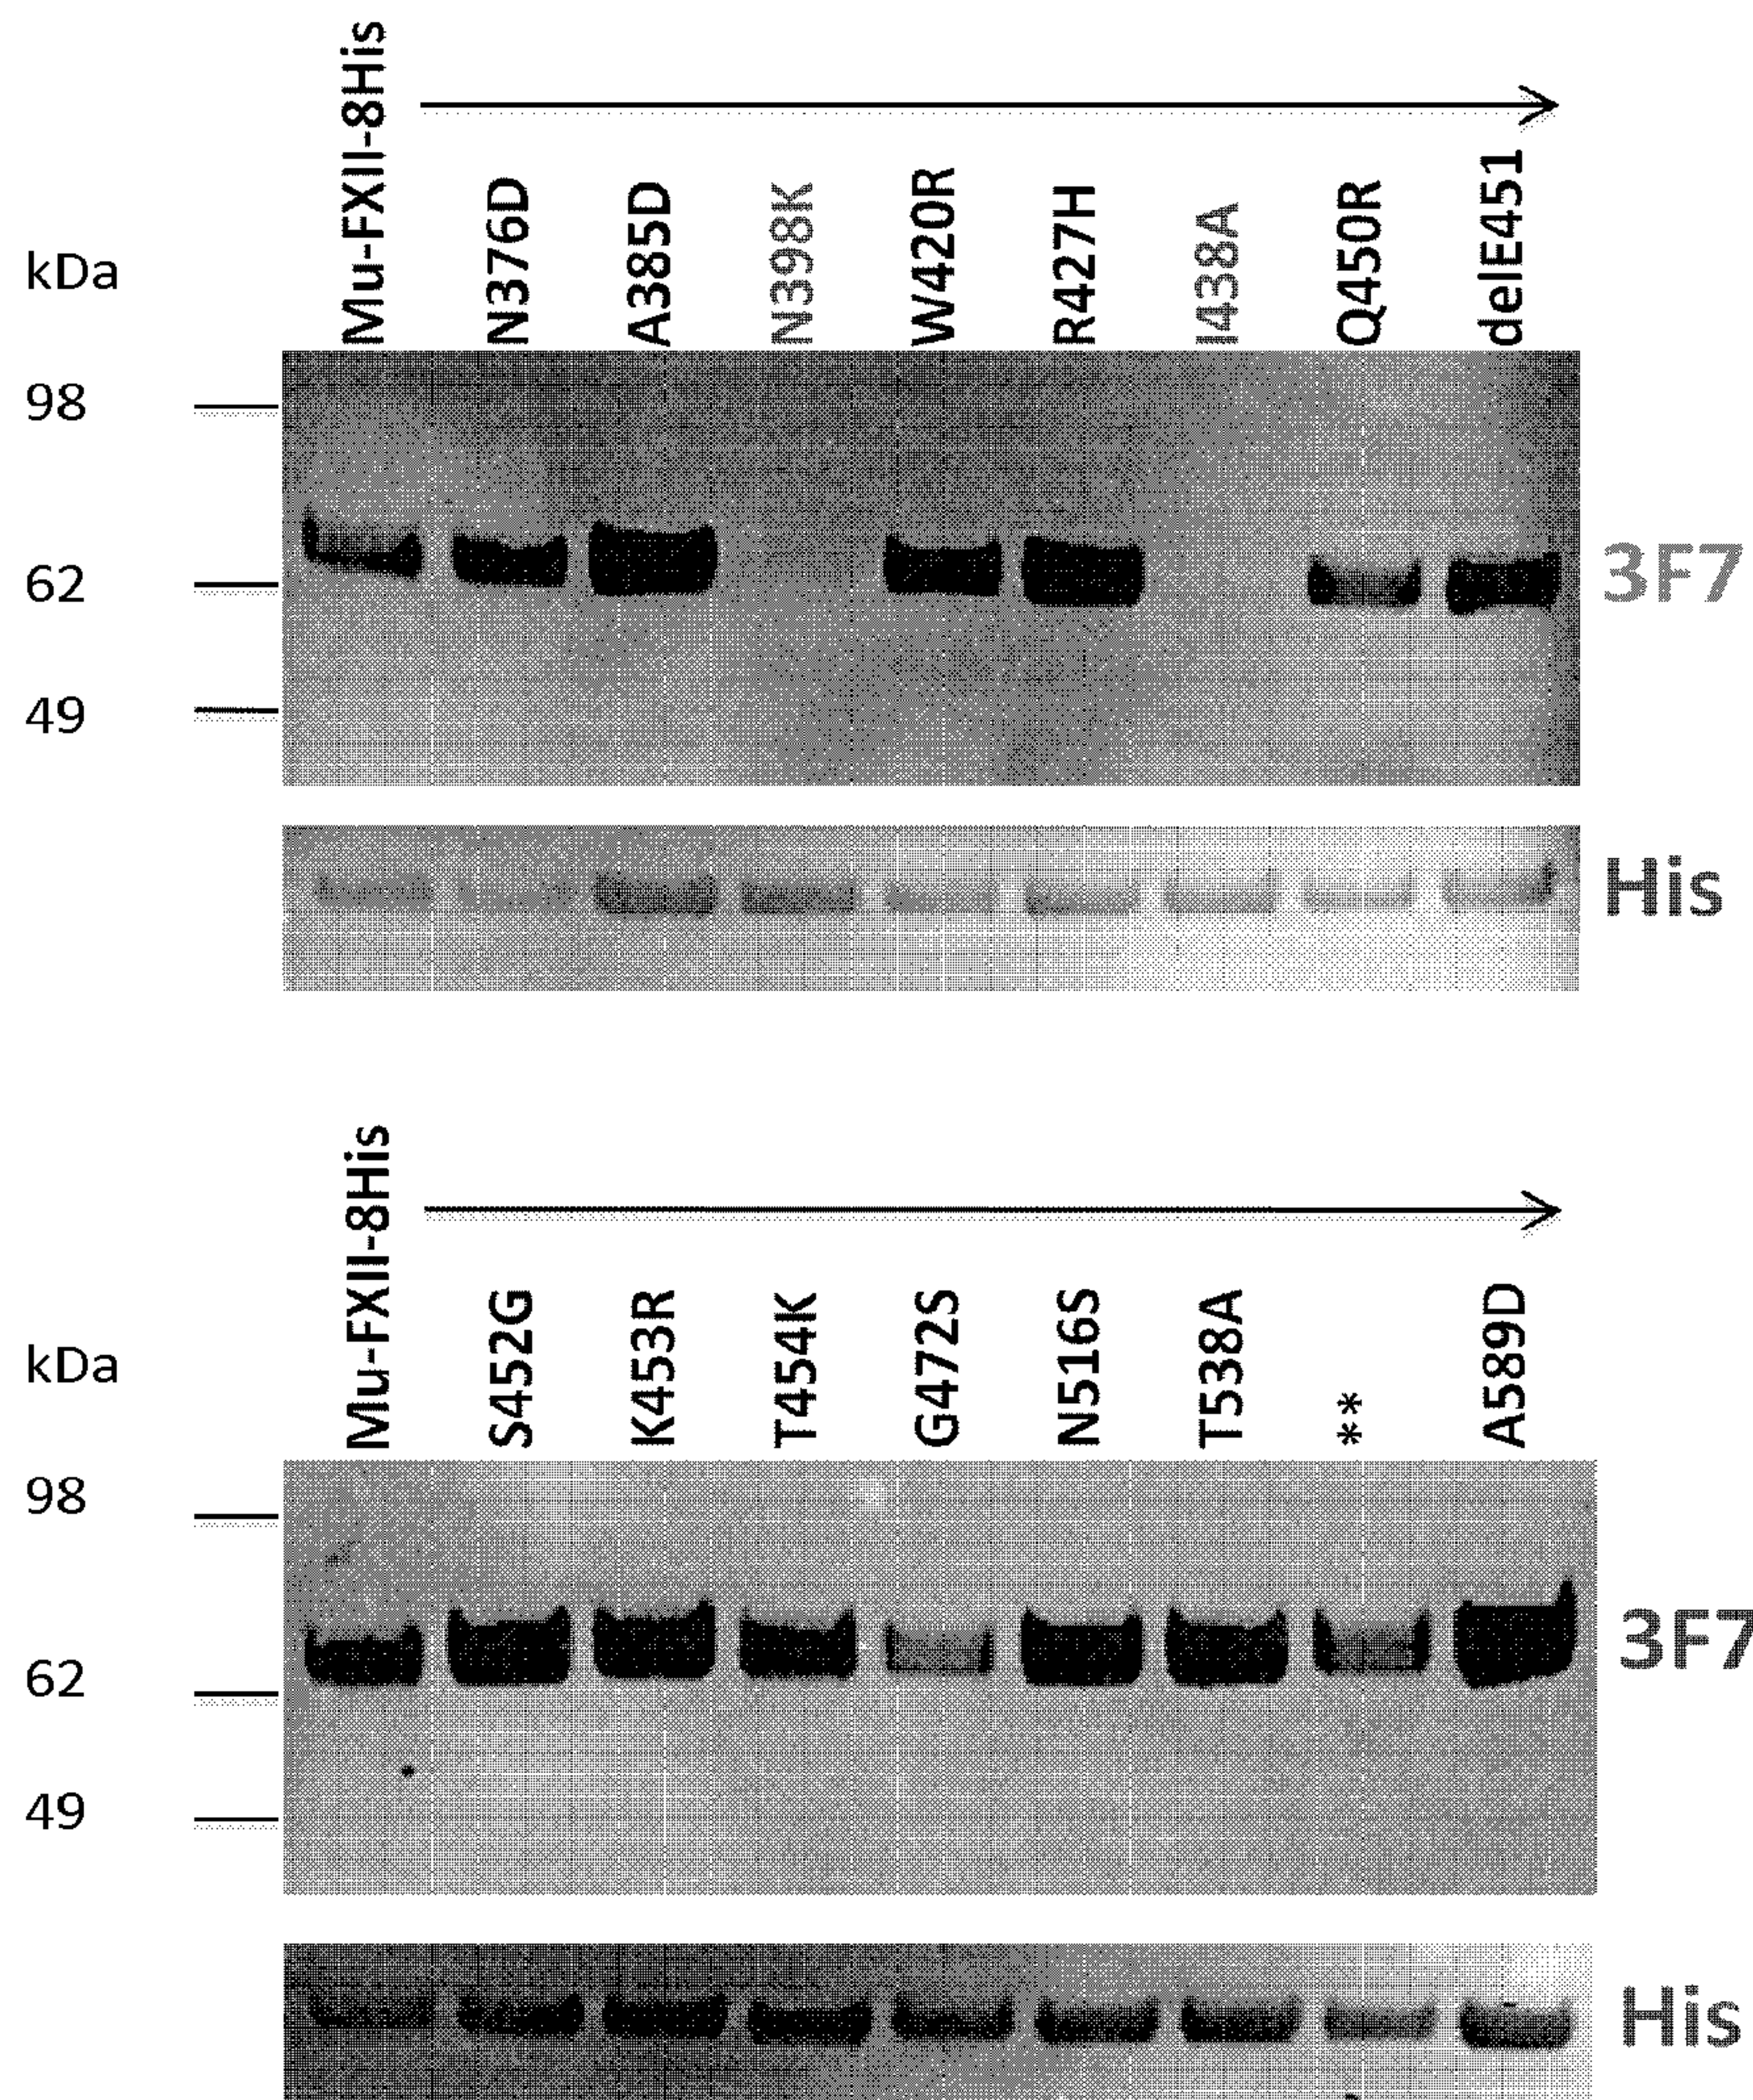 Mu-FXII-8His N376D A385D N398K W420R R427H I438A Q450R delE451
kDa
98
62
3F7
49
His
Mu-FXII-8His S452G K453R T454K G472S N516S T538A ** A589D
kDa
98
62
3F7
49
His